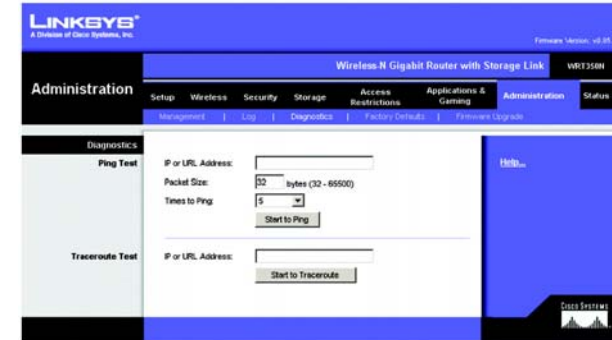 LINKSYS®
A Division of Cisco Systems, Inc.
Firmware Version: v0.05
Wireless-N Gigabit Router with Storage Link WRT350N
Administration
Setup Wireless Security Storage Access Restrictions Applications & Gaming Administration Status
Management | Log | Diagnostics | Factory Defaults | Firmware Upgrade
Diagnostics
Ping Test
IP or URL Address:
Packet Size: 32 bytes (32 - 65500)
Times to Ping: 5
Start to Ping
Help...
Traceroute Test
IP or URL Address:
Start to Traceroute
CISCO SYSTEMS